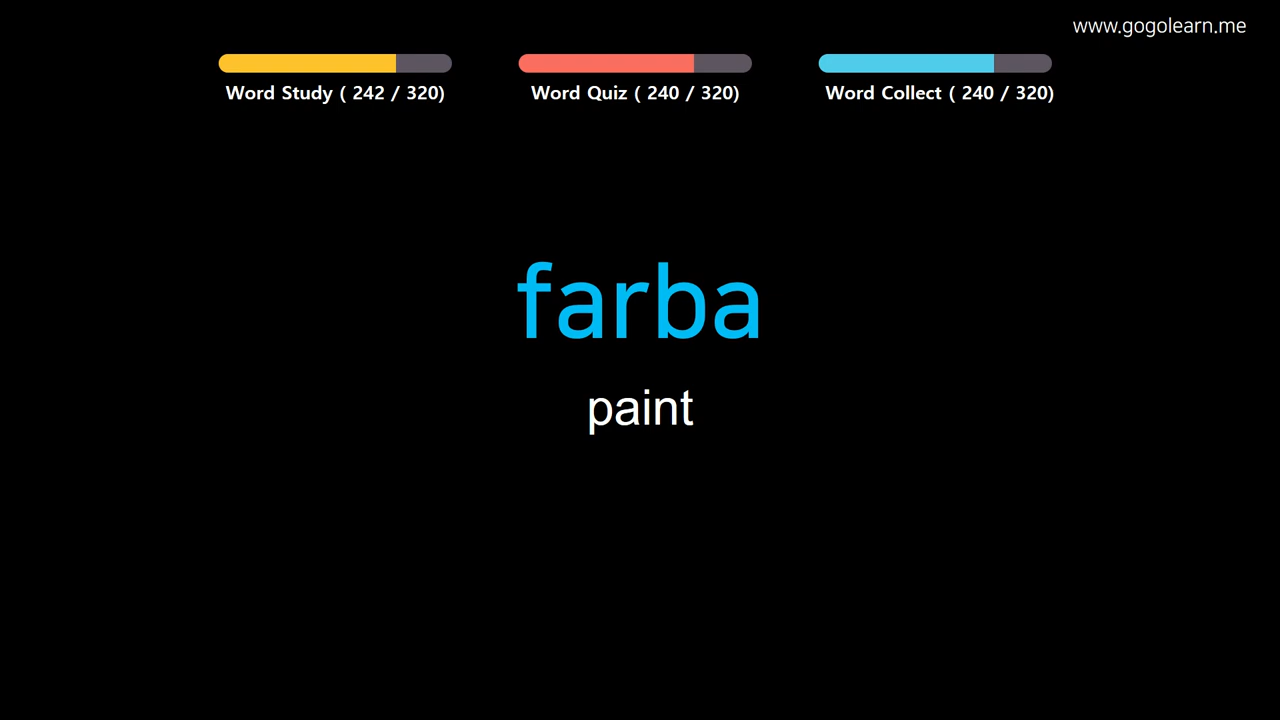 www.gogolearn.me
Word Study ( 242 / 320)
Word Quiz ( 240 / 320)
Word Collect ( 240 / 320)
farba
paint